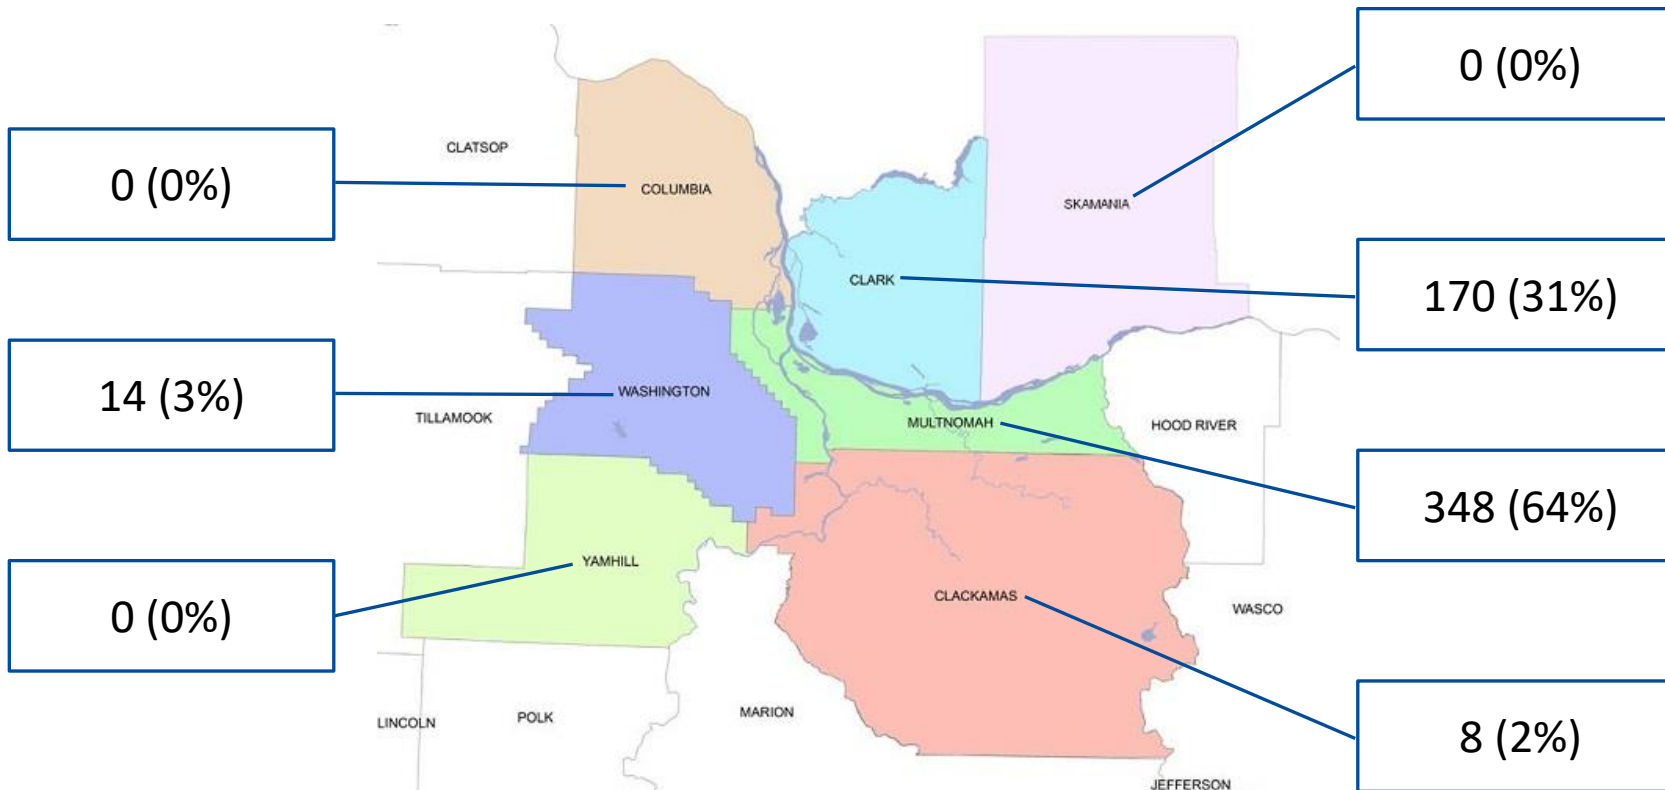 0 (0%)
CLATSOP
0 (0%)
COLUMBIA
SKAMANIA
CLARK
170 (31%)
14 (3%)
WASHINGTON
TILLAMOOK
MULTNOMAH
HOOD RIVER
348 (64%)
0 (0%)
YAMHILL
CLACKAMAS
WASCO
LINCOLN
POLK
MARION
8 (2%)
JEFFERSON